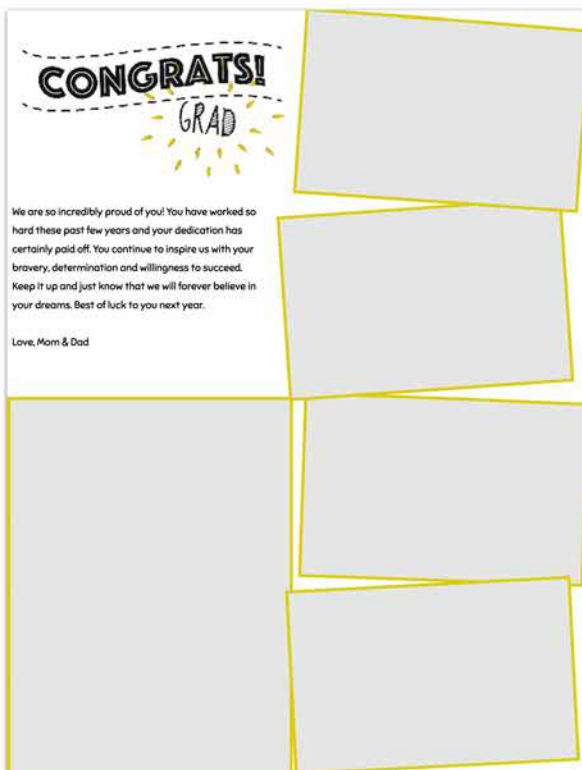 CONGRATS!
GRAD
We are so incredibly proud of you! You have worked so
hard these past few years and your dedication has
certainly paid off. You continue to inspire us with your
bravery, determination and willingness to succeed.
Keep it up and just know that we will forever believe in
your dreams. Best of luck to you next year.
Love, Mom & Dad